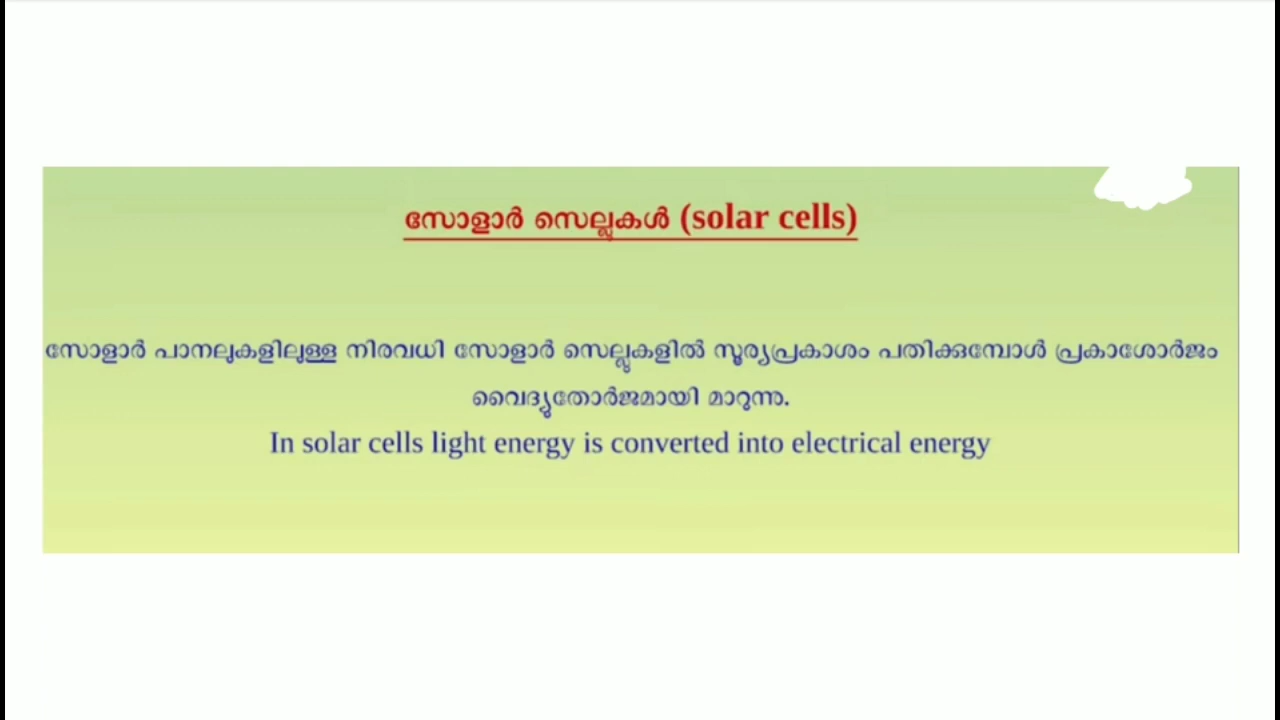 സോളാർ സെല്ലുകൾ (solar cells)
സോളാർ പാനലുകളിലുള്ള നിരവധി സോളാർ സെല്ലുകളിൽ സൂര്യപ്രകാശം പതിക്കുമ്പോൾ പ്രകാശോർജം
വൈദ്യുതോർജമായി മാറുന്നു.
In solar cells light energy is converted into electrical energy